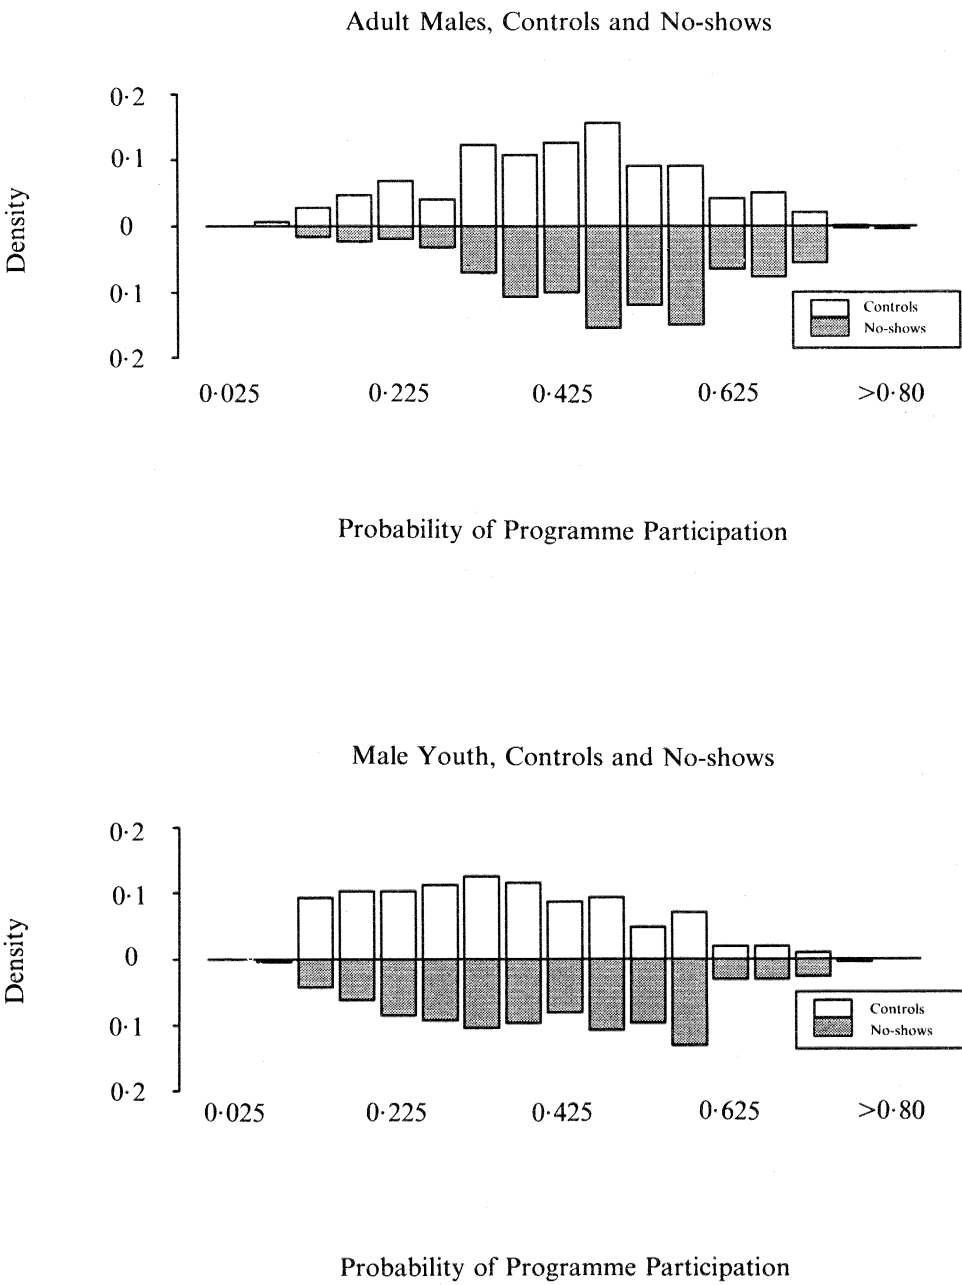 Adult Males, Controls and No-shows
0·2
0·1
0
0·1
0·2
Density
Controls
No-shows
0·025 0·225 0·425 0·625 >0·80
Probability of Programme Participation
Male Youth, Controls and No-shows
0·2
0·1
0
0·1
0·2
Density
Controls
No-shows
0·025 0·225 0·425 0·625 >0·80
Probability of Programme Participation